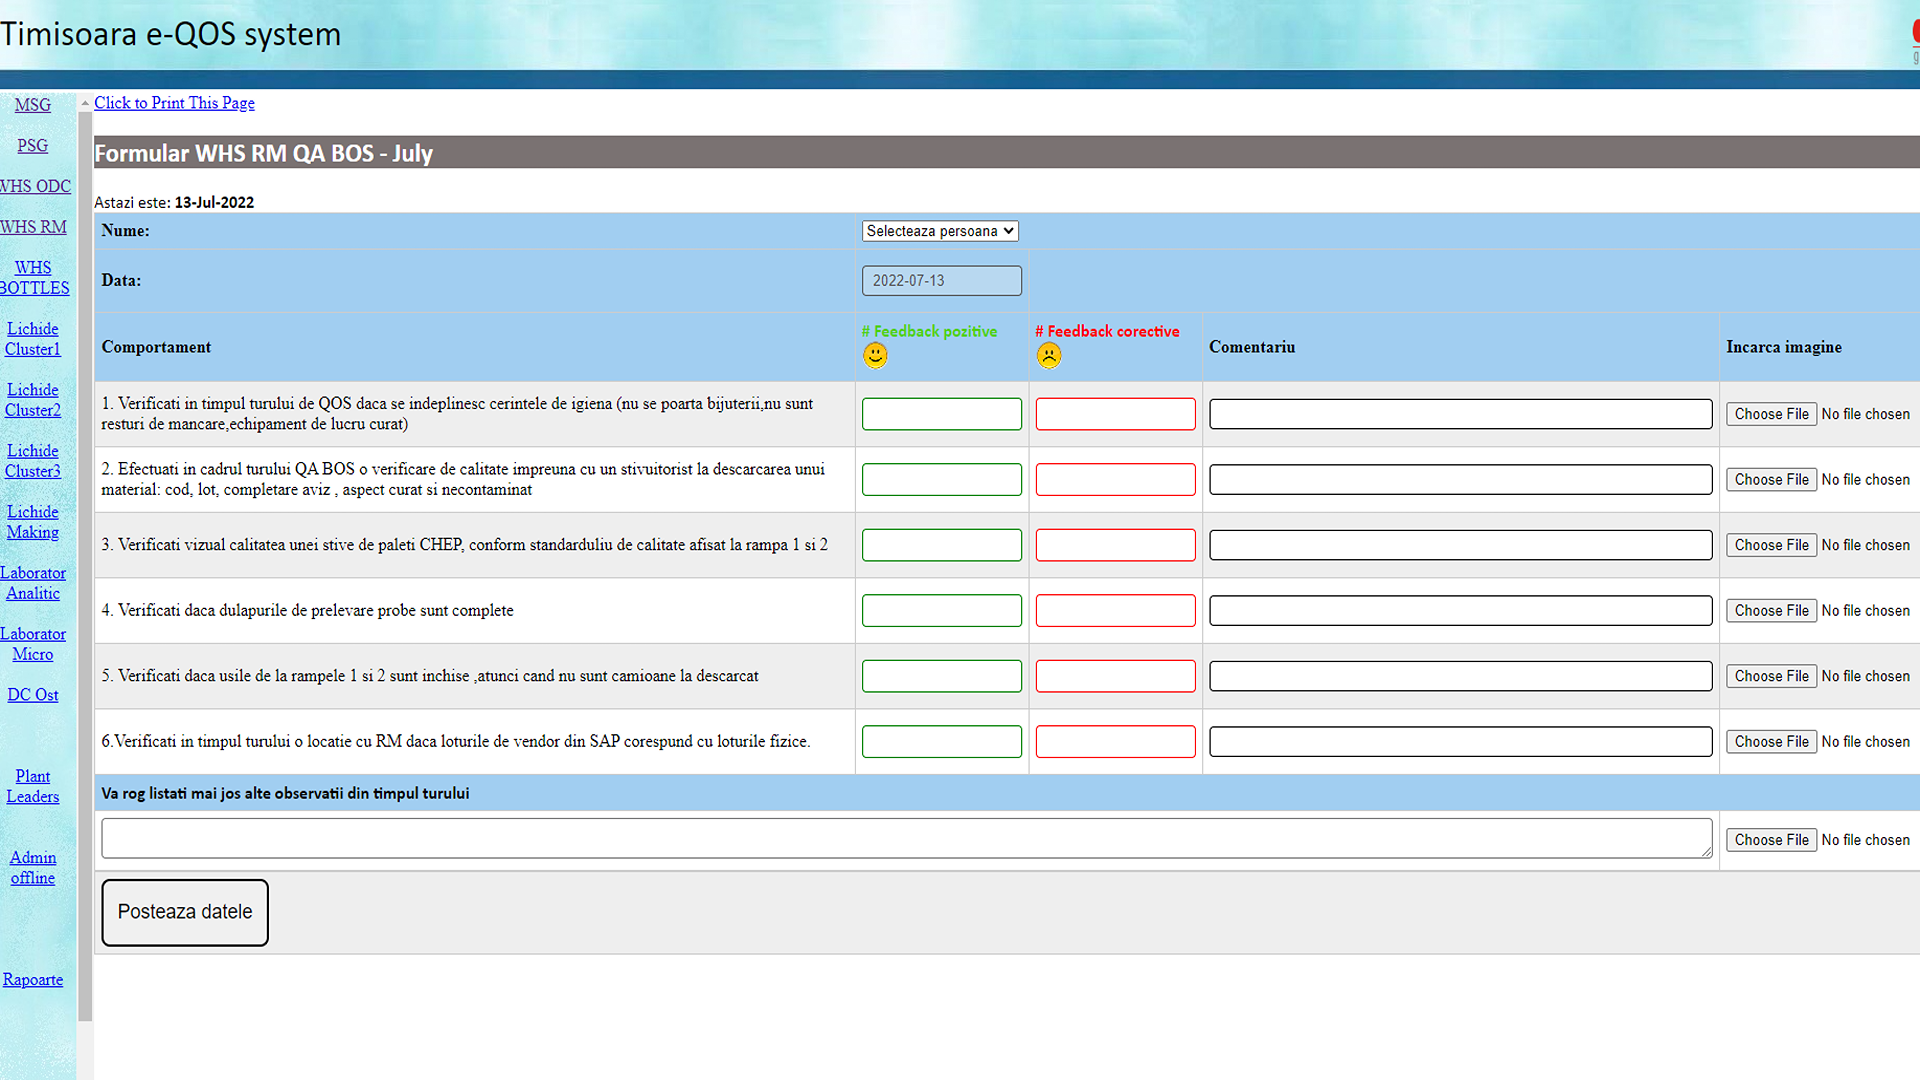 Timisoara e-QOS system
MSG
PSG
WHS ODC
WHS RM
WHS
BOTTLES
Lichide
Cluster1
Lichide
Cluster2
Lichide
Cluster3
Lichide
Making
Laborator
Analitic
Laborator
Micro
DC Ost
Plant
Leaders
Admin
offline
Rapoarte
Click to Print This Page
Formular WHS RM QA BOS - July
Astazi este: 13-Jul-2022
Nume:
Selecteaza persoana
Data:
2022-07-13
Comportament
# Feedback pozitive
# Feedback corective
Comentariu
Incarca imagine
1. Verificati in timpul turului de QOS daca se indeplinesc cerintele de igiena (nu se poarta bijuterii,nu sunt
resturi de mancare,echipament de lucru curat)
Choose File No file chosen
2. Efectuati in cadrul turului QA BOS o verificare de calitate impreuna cu un stivuitorist la descarcarea unui
material: cod, lot, completare aviz , aspect curat si necontaminat
Choose File No file chosen
3. Verificati vizual calitatea unei stive de paleti CHEP, conform standarduliu de calitate afisat la rampa 1 si 2
Choose File No file chosen
4. Verificati daca dulapurile de prelevare probe sunt complete
Choose File No file chosen
5. Verificati daca usile de la rampele 1 si 2 sunt inchise ,atunci cand nu sunt camioane la descarcat
Choose File No file chosen
6.Verificati in timpul turului o locatie cu RM daca loturile de vendor din SAP corespund cu loturile fizice.
Choose File No file chosen
Va rog listati mai jos alte observatii din timpul turului
Choose File No file chosen
Posteaza datele